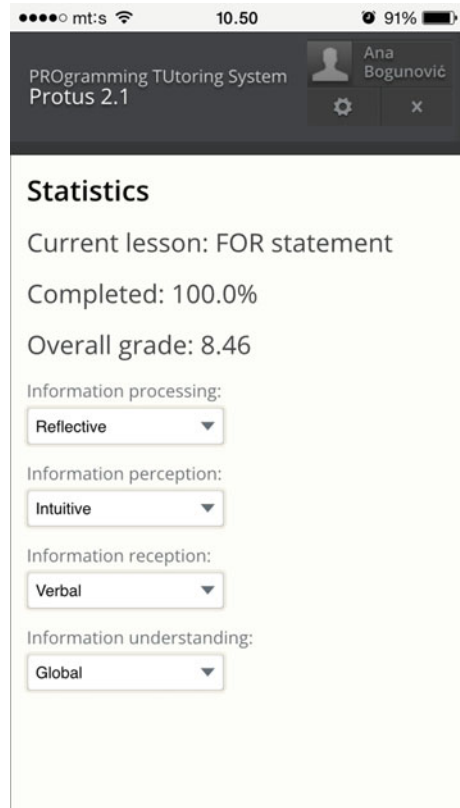 mt:s 10.50 91%
PROgramming TUtoring System
Protus 2.1
Ana
Bogunović
x
Statistics
Current lesson: FOR statement
Completed: 100.0%
Overall grade: 8.46
Information processing:
Reflective
Information perception:
Intuitive
Information reception:
Verbal
Information understanding:
Global